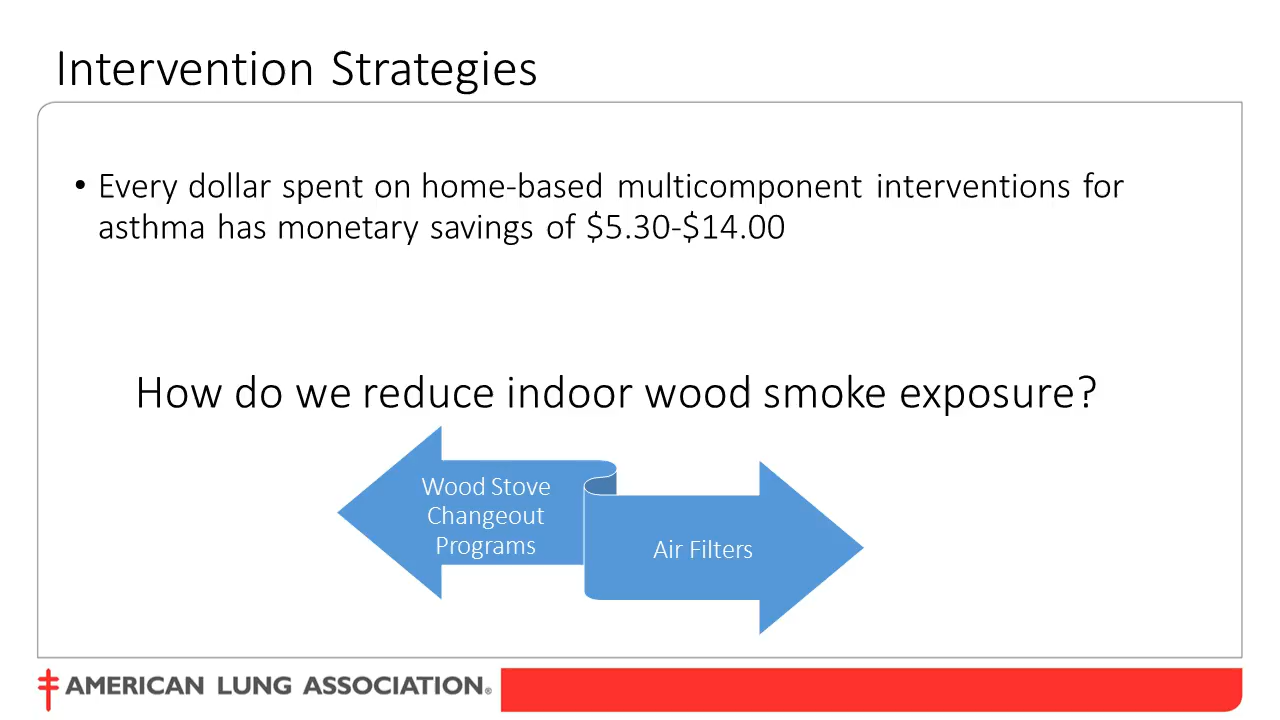 Intervention Strategies
• Every dollar spent on home-based multicomponent interventions for
asthma has monetary savings of $5.30-$14.00
How do we reduce indoor wood smoke exposure?
Wood Stove
Changeout
Programs
Air Filters
AMERICAN LUNG ASSOCIATION®